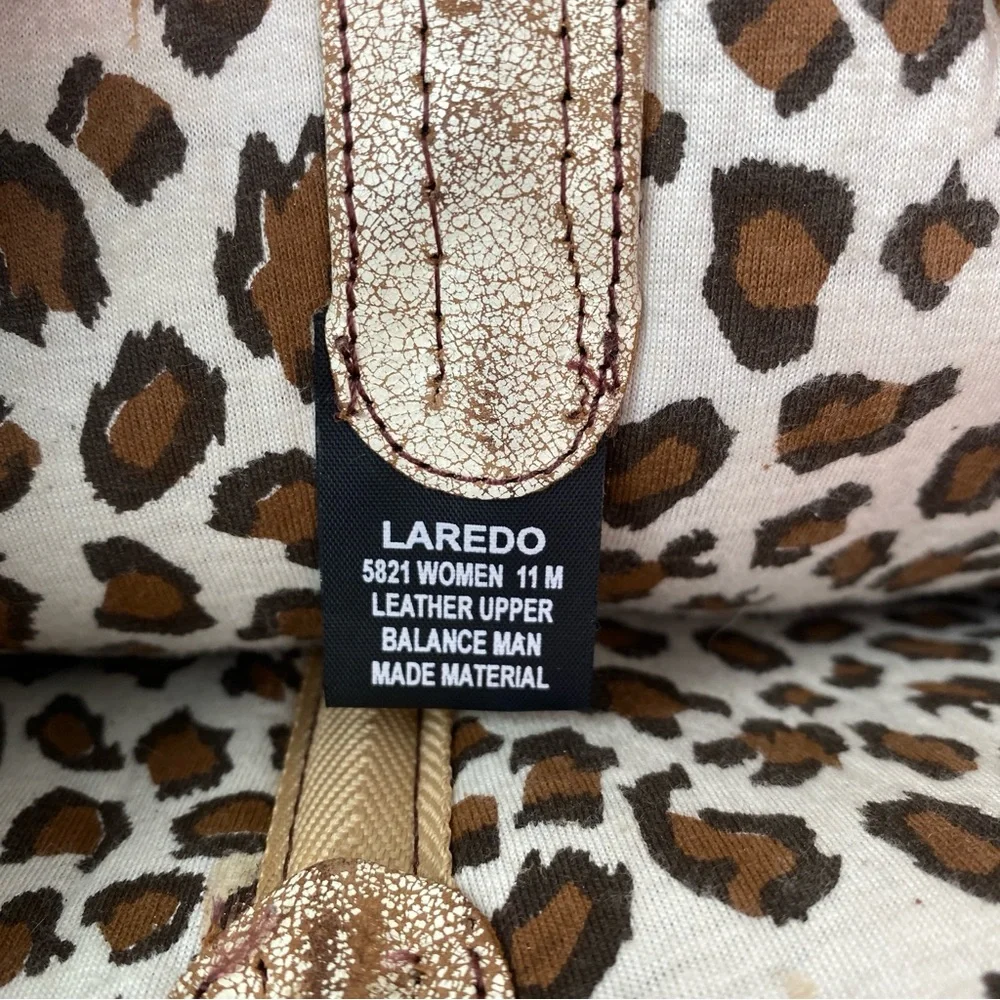 LAREDO
5821 WOMEN 11 M
LEATHER UPPER
BALANCE MAN
MADE MATERIAL